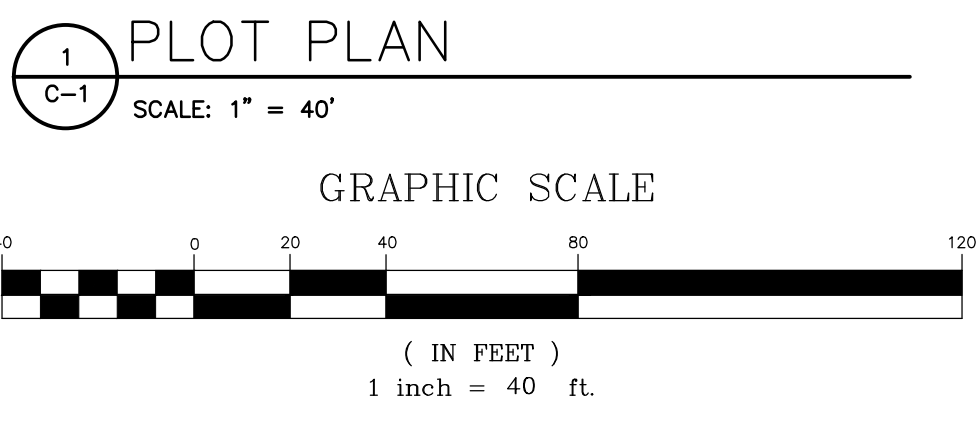 1
PLOT PLAN
C-1
SCALE: 1" = 40'
GRAPHIC SCALE
0 0 20 40 80 120
( IN FEET )
1 inch = 40 ft.